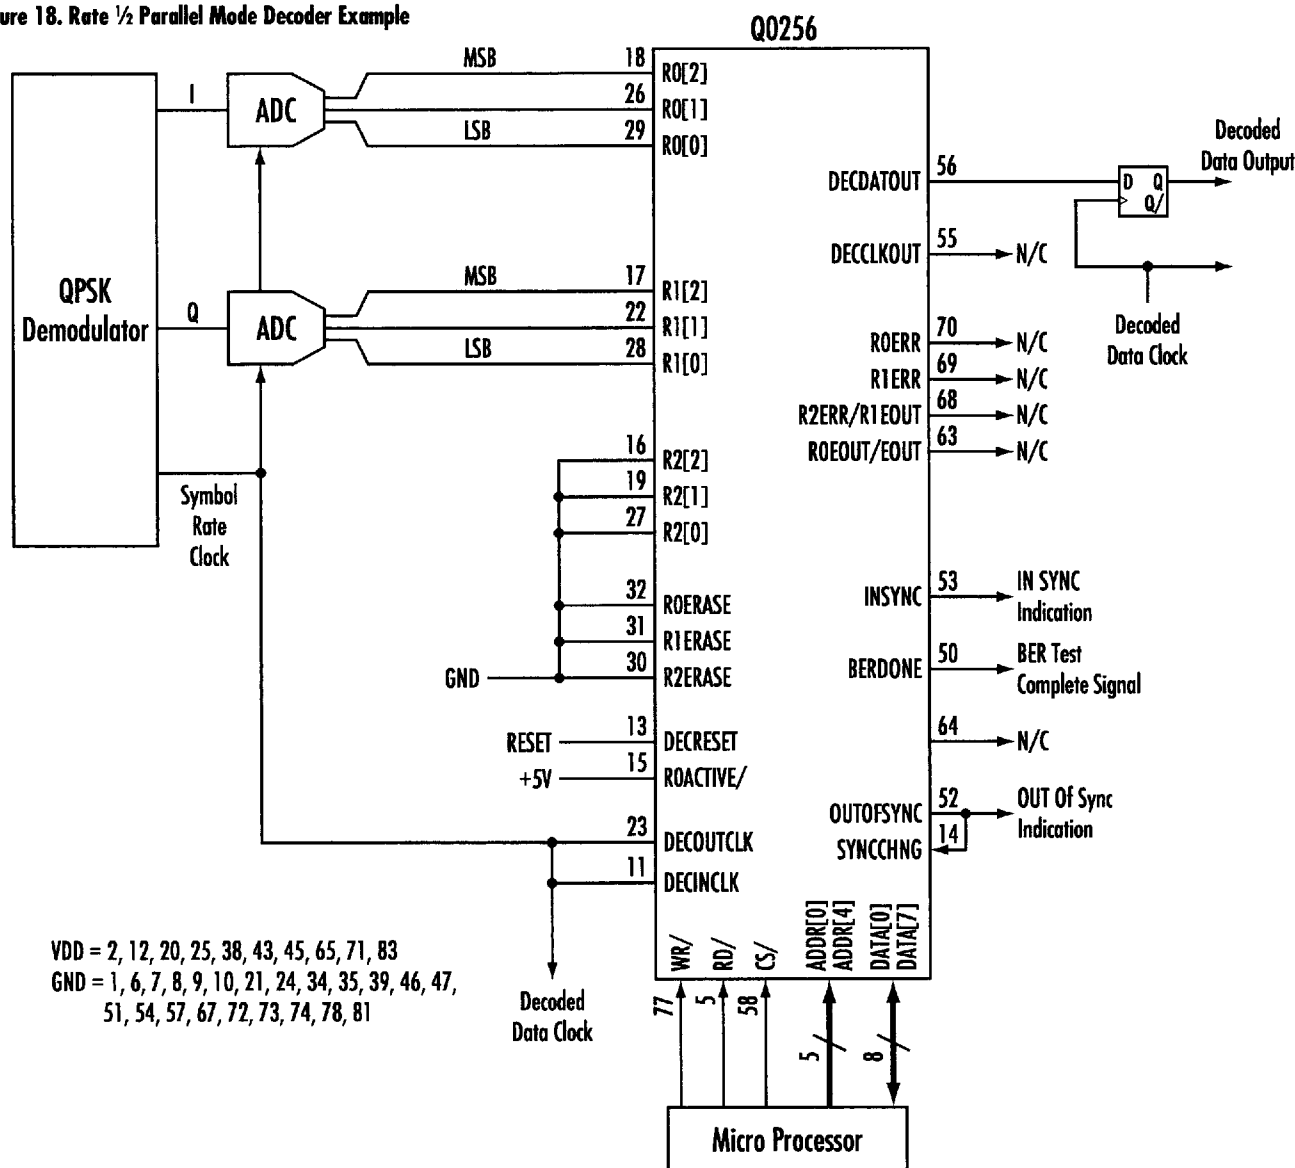 ure 18. Rate ½ Parallel Mode Decoder Example
Q0256
QPSK
Demodulator
I
ADC
MSB
LSB
18
R0[2]
26
R0[1]
29
R0[0]
Q
ADC
MSB
LSB
17
R1[2]
22
R1[1]
28
R1[0]
Symbol
Rate
Clock
16
R2[2]
19
R2[1]
27
R2[0]
32
R0ERASE
31
R1ERASE
GND
30
R2ERASE
RESET
13
DECRESET
+5V
15
ROACTIVE/
23
DECOUTCLK
11
DECINCLK
Decoded
Data Clock
DECDATOUT
56
D Q
Q/
Decoded
Data Output
DECCLKOUT
55
N/C
Decoded
Data Clock
R0ERR
70
N/C
R1ERR
69
N/C
R2ERR/R1EOUT
68
N/C
ROEOUT/EOUT
63
N/C
INSYNC
53
IN SYNC
Indication
BERDONE
50
BER Test
Complete Signal
64
N/C
OUTOFSYNC
52
OUT Of Sync
Indication
SYNCCHNG
14
WR/
RD/
CS/
ADDR[0]
ADDR[4]
DATA[0]
DATA[7]
77
5
58
5
8
Micro Processor
VDD = 2, 12, 20, 25, 38, 43, 45, 65, 71, 83
GND = 1, 6, 7, 8, 9, 10, 21, 24, 34, 35, 39, 46, 47,
51, 54, 57, 67, 72, 73, 74, 78, 81